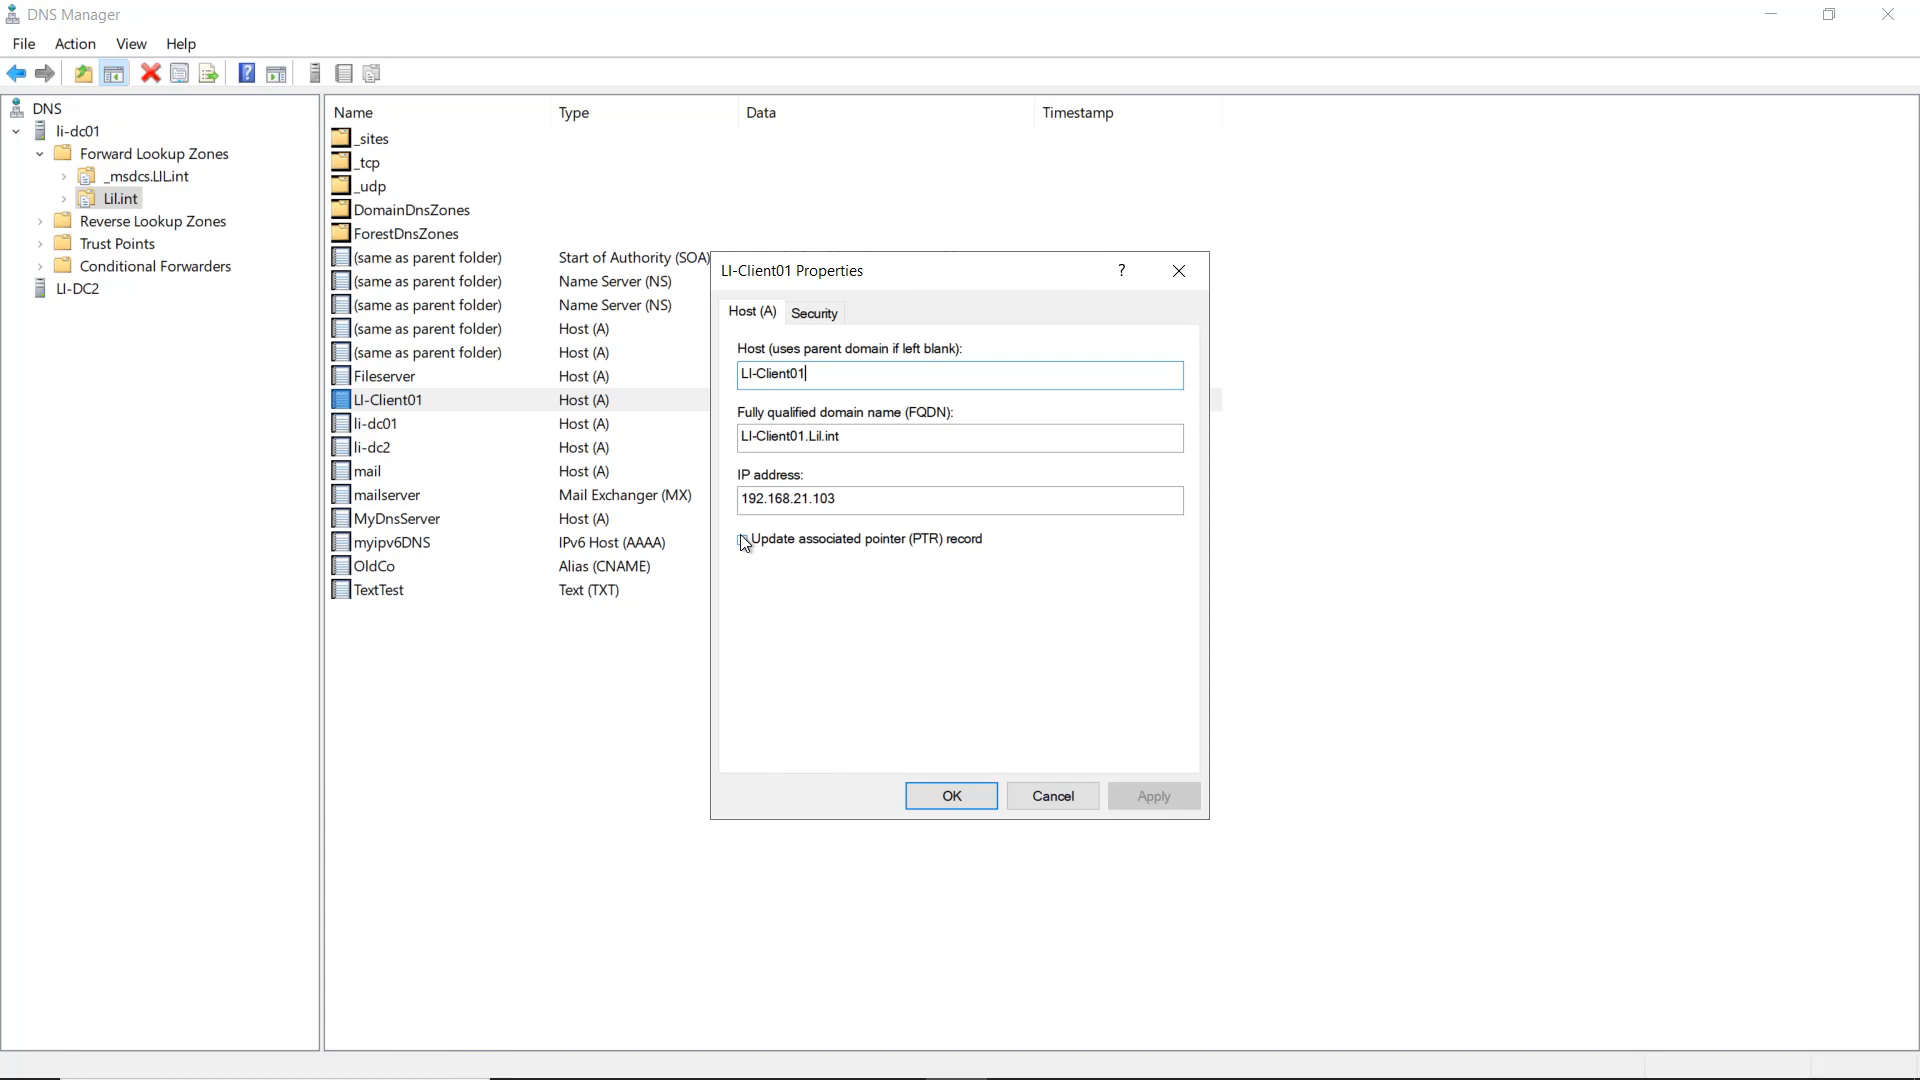 DNS Manager
File Action View Help
DNS
li-dc01
Forward Lookup Zones
_msdcs.LIL.int
Lil.int
Reverse Lookup Zones
Trust Points
Conditional Forwarders
LI-DC2
Name Type Data Timestamp
_sites
_tcp
_udp
DomainDnsZones
ForestDnsZones
(same as parent folder) Start of Authority (SOA)
(same as parent folder) Name Server (NS)
(same as parent folder) Name Server (NS)
(same as parent folder) Host (A)
(same as parent folder) Host (A)
Fileserver Host (A)
LI-Client01 Host (A)
li-dc01 Host (A)
li-dc2 Host (A)
mail Host (A)
mailserver Mail Exchanger (MX)
MyDnsServer Host (A)
myipv6DNS IPv6 Host (AAAA)
OldCo Alias (CNAME)
TextTest Text (TXT)
LI-Client01 Properties ?
Host (A) Security
Host (uses parent domain if left blank):
LI-Client01
Fully qualified domain name (FQDN):
LI-Client01.Lil.int
IP address:
192.168.21.103
Update associated pointer (PTR) record
OK Cancel Apply